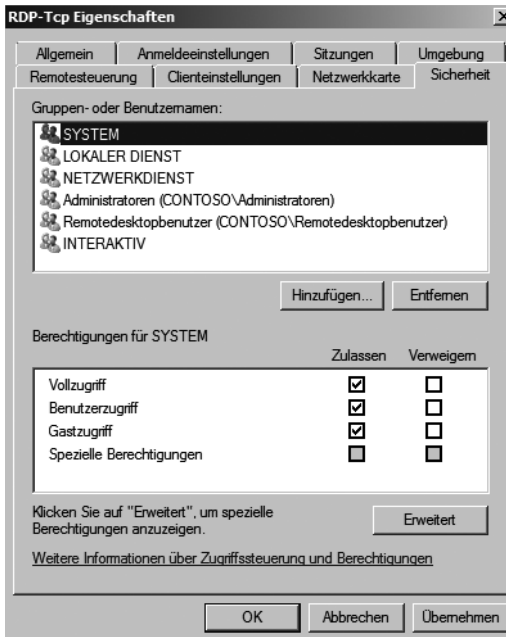 RDP-Tcp Eigenschaften
Allgemein Anmeldeeinstellungen Sitzungen Umgebung
Remotesteuerung Clienteinstellungen Netzwerkkarte Sicherheit
Gruppen- oder Benutzernamen:
SYSTEM
LOKALER DIENST
NETZWERKDIENST
Administratoren (CONTOSO\Administratoren)
Remotedesktopbenutzer (CONTOSO\Remotedesktopbenutzer)
INTERAKTIV
Hinzufügen... Entfernen
Berechtigungen für SYSTEM
Zulassen Verweigern
Vollzugriff
Benutzerzugriff
Gastzugriff
Spezielle Berechtigungen
Klicken Sie auf "Erweitert", um spezielle
Berechtigungen anzuzeigen.
Erweitert
Weitere Informationen über Zugriffssteuerung und Berechtigungen
OK Abbrechen Übernehmen